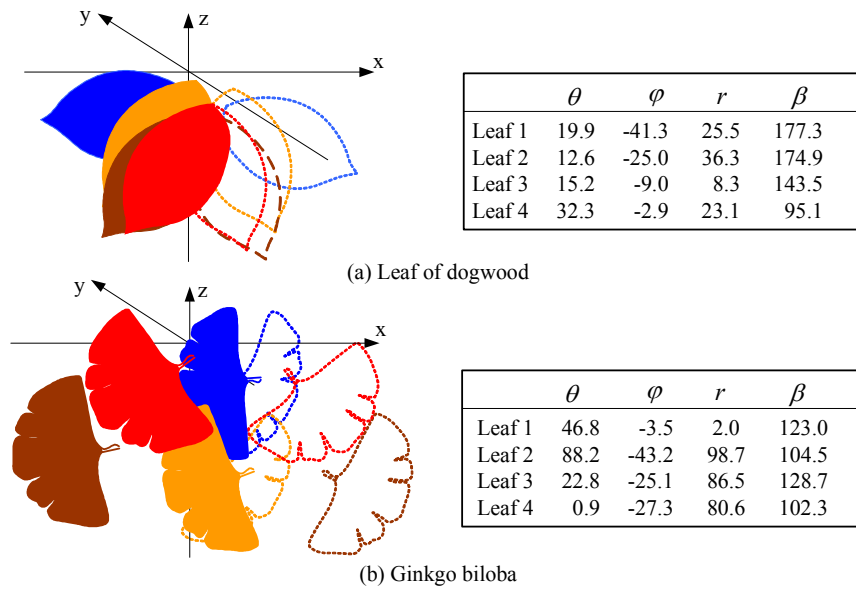 y
z
x
θ φ r β
Leaf 1 19.9 -41.3 25.5 177.3
Leaf 2 12.6 -25.0 36.3 174.9
Leaf 3 15.2 -9.0 8.3 143.5
Leaf 4 32.3 -2.9 23.1 95.1
(a) Leaf of dogwood
y
z
x
θ φ r β
Leaf 1 46.8 -3.5 2.0 123.0
Leaf 2 88.2 -43.2 98.7 104.5
Leaf 3 22.8 -25.1 86.5 128.7
Leaf 4 0.9 -27.3 80.6 102.3
(b) Ginkgo biloba